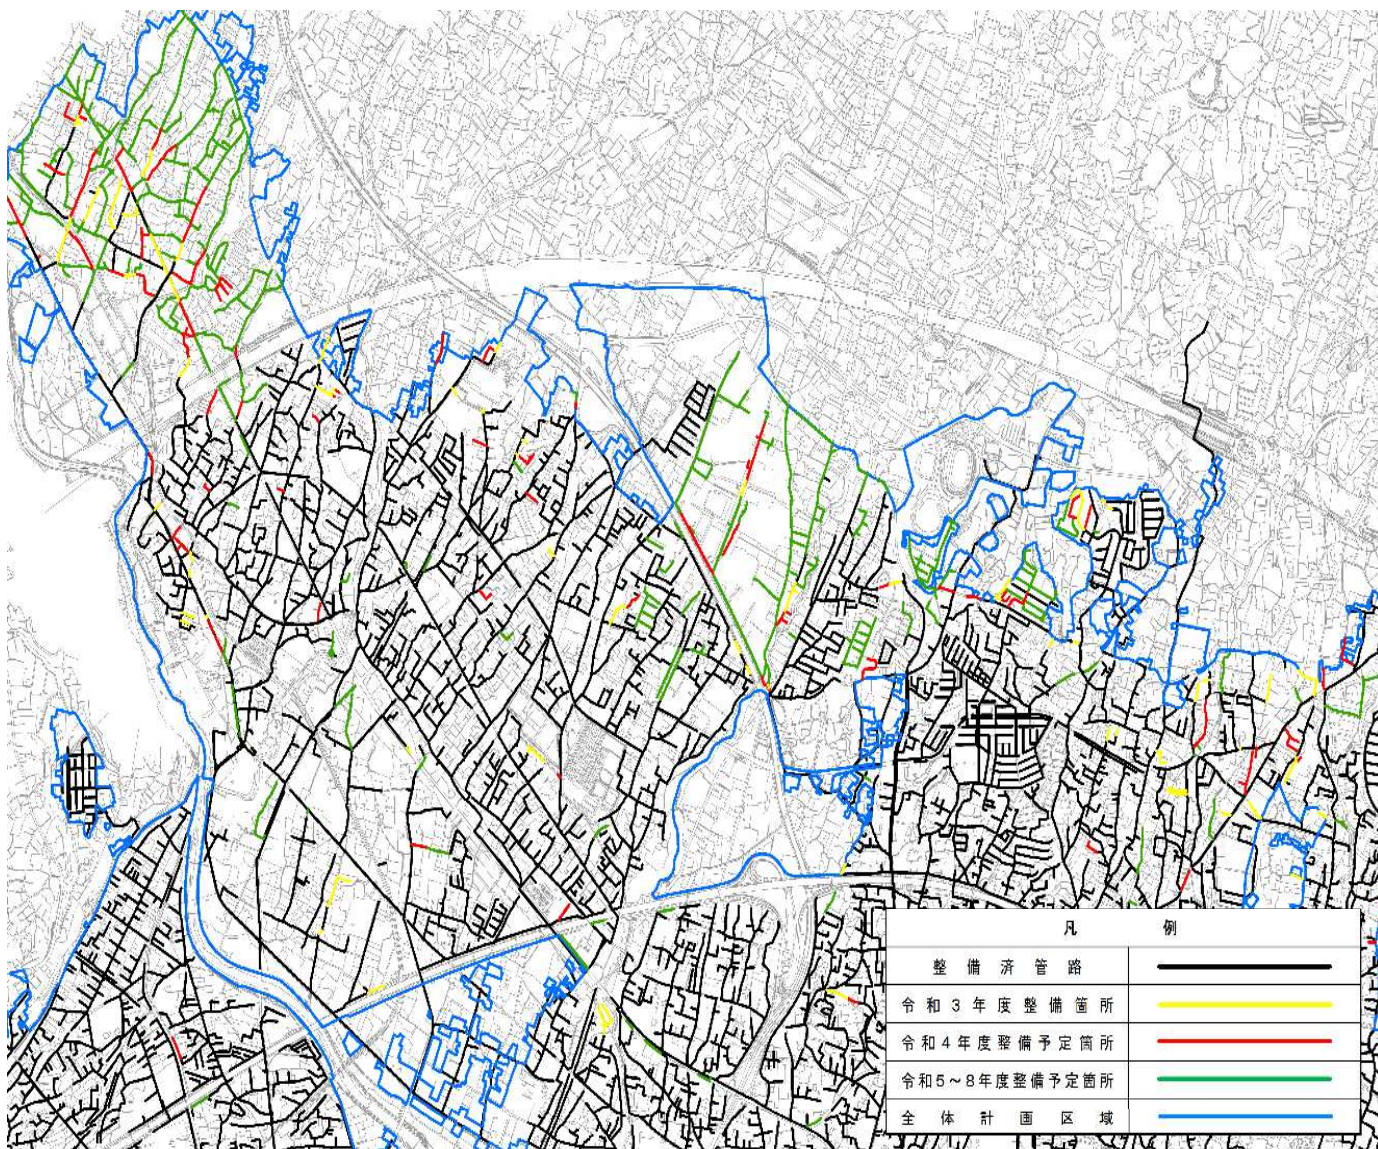 凡例
整備済管路
令和3年度整備箇所
令和4年度整備予定箇所
令和5～8年度整備予定箇所
全体計画区域